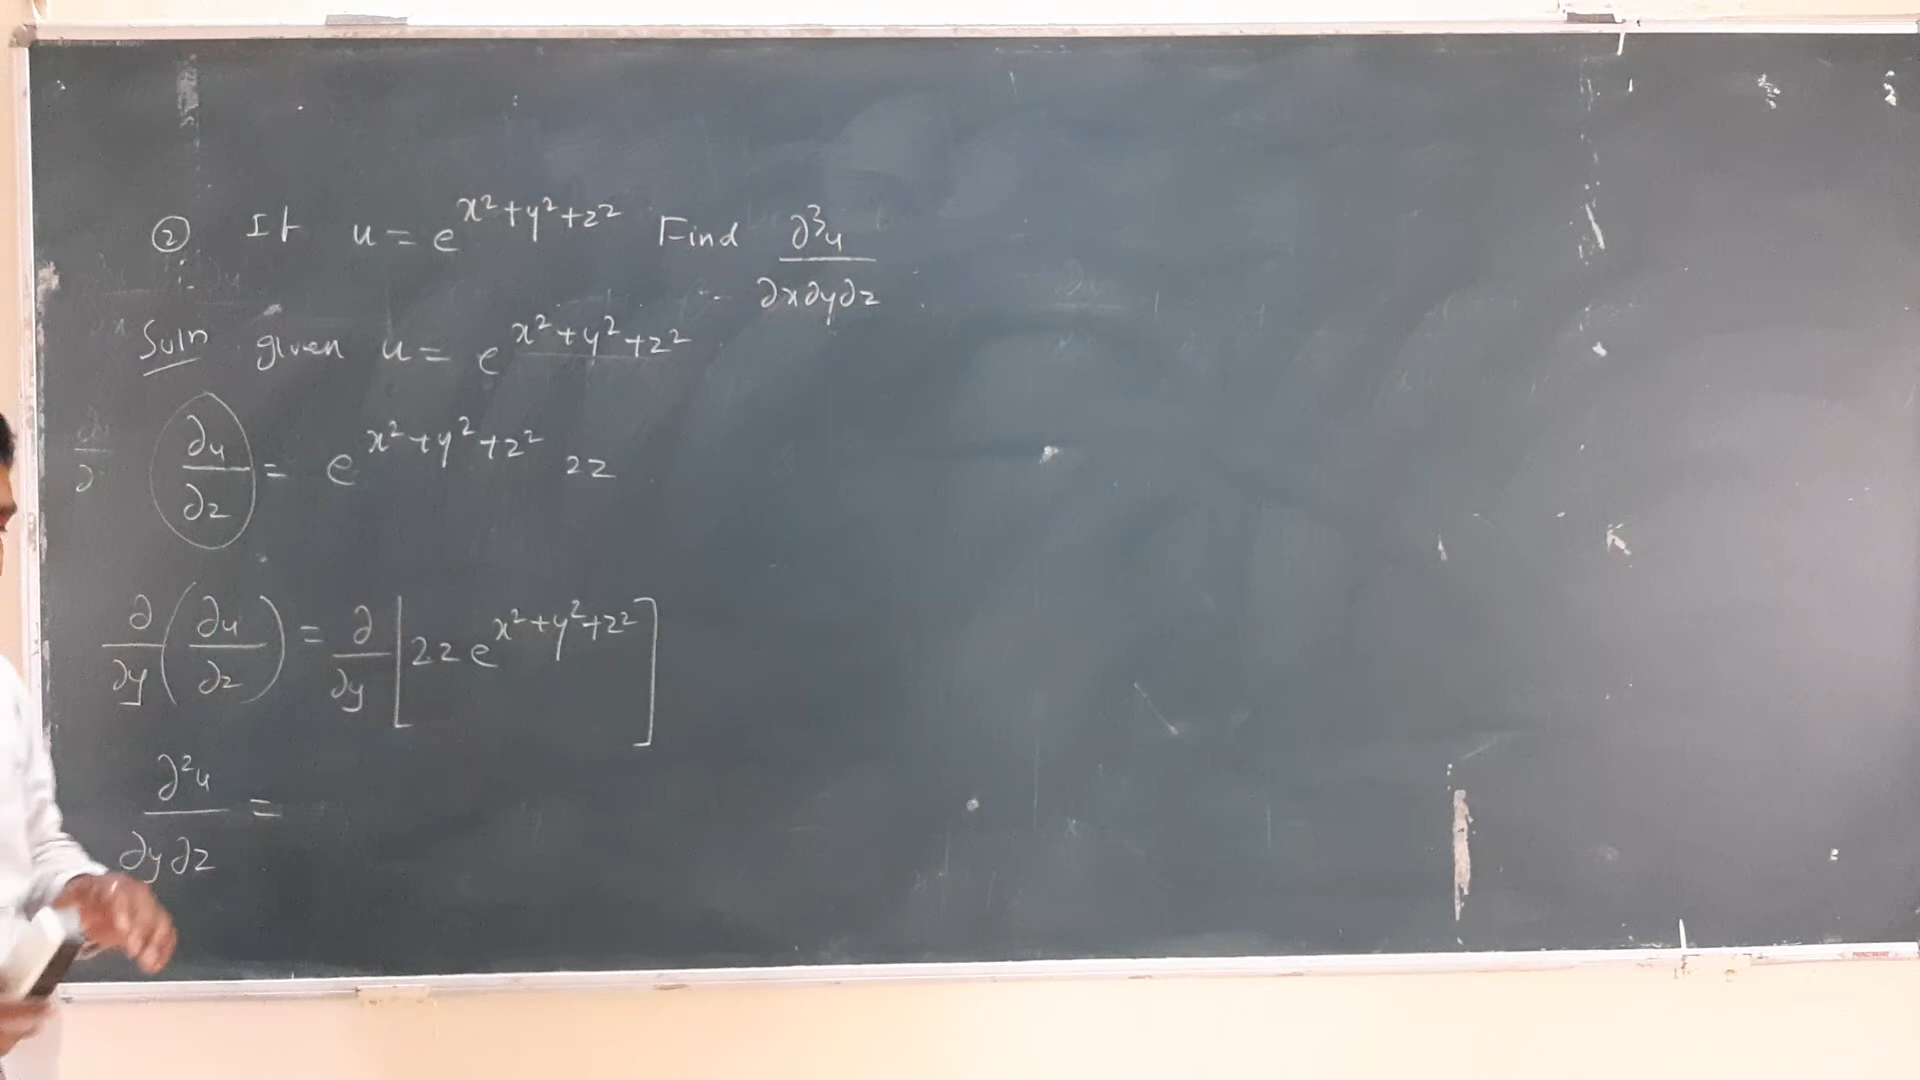 ② If u = e^{x²+y²+z²} Find ∂³u/∂x∂y∂z
Soln given u = e^{x²+y²+z²}
∂u/∂z = e^{x²+y²+z²} 2z
∂/∂y (∂u/∂z) = ∂/∂y [2z e^{x²+y²+z²}]
∂²u/∂y∂z =